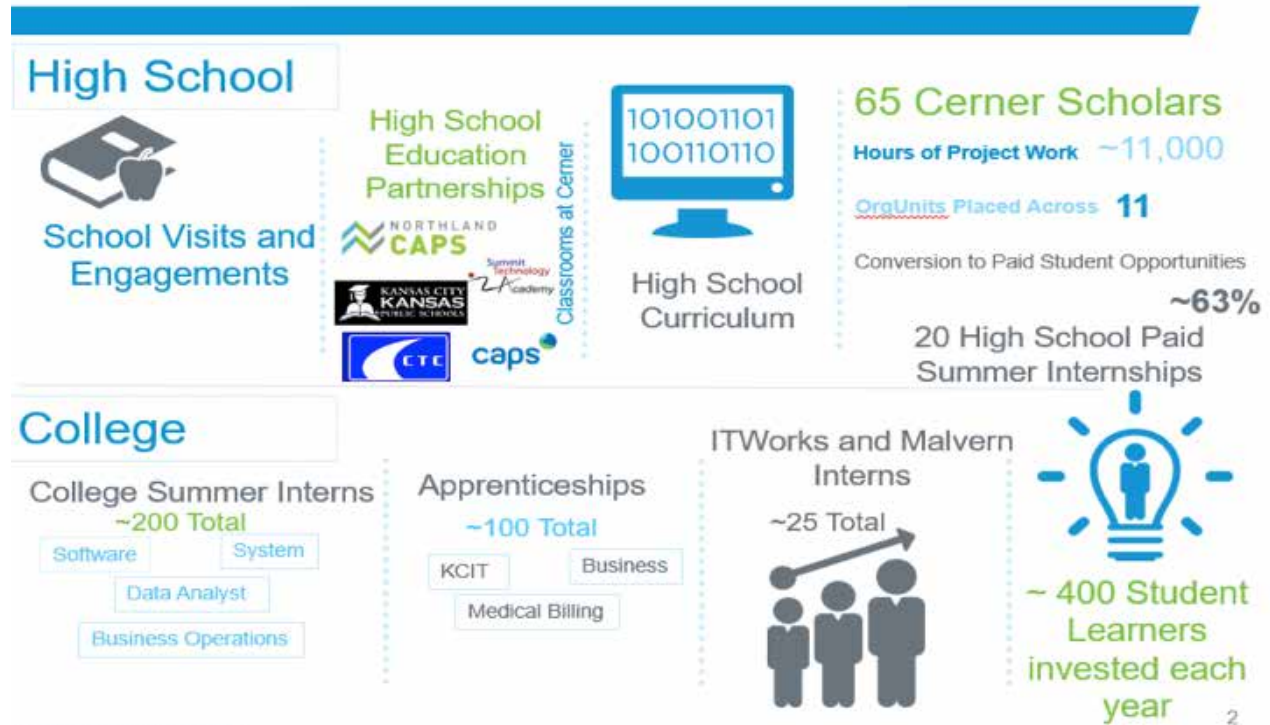 High School
School Visits and
Engagements
High School
Education
Partnerships
Classrooms at Cerner
NORTHLAND
CAPS
Summit
Technology
Academy
KANSAS CITY
KANSAS
PUBLIC SCHOOLS
CTC
caps
101001101
100110110
High School
Curriculum
65 Cerner Scholars
Hours of Project Work ~11,000
OrgUnits Placed Across 11
Conversion to Paid Student Opportunities
~63%
20 High School Paid
Summer Internships
College
College Summer Interns
~200 Total
Software
System
Data Analyst
Business Operations
Apprenticeships
~100 Total
KCIT
Business
Medical Billing
ITWorks and Malvern
Interns
~25 Total
~ 400 Student
Learners
invested each
year
2